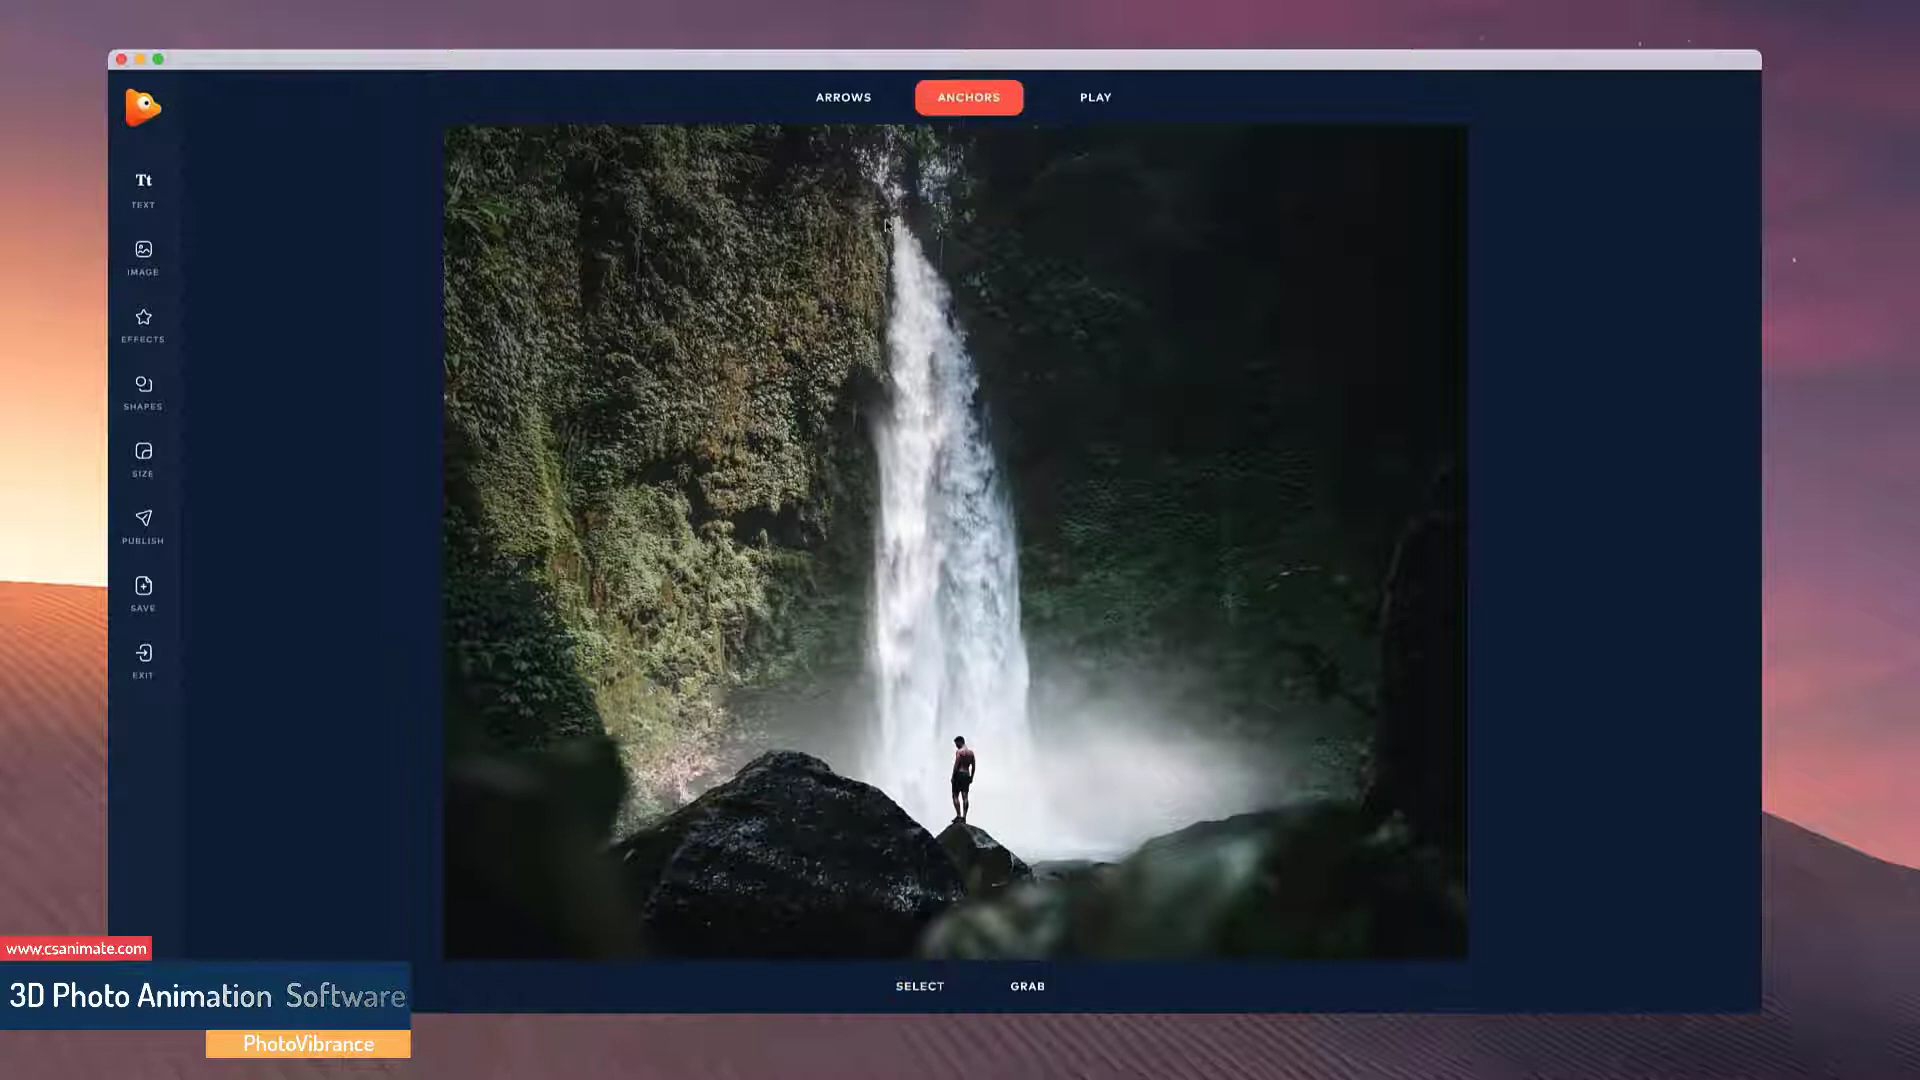 ARROWS
ANCHORS
PLAY
Tt
TEXT
IMAGE
EFFECTS
SHAPES
SIZE
PUBLISH
SAVE
EXIT
SELECT
GRAB
www.csanimate.com
3D Photo Animation Software
PhotoVibrance